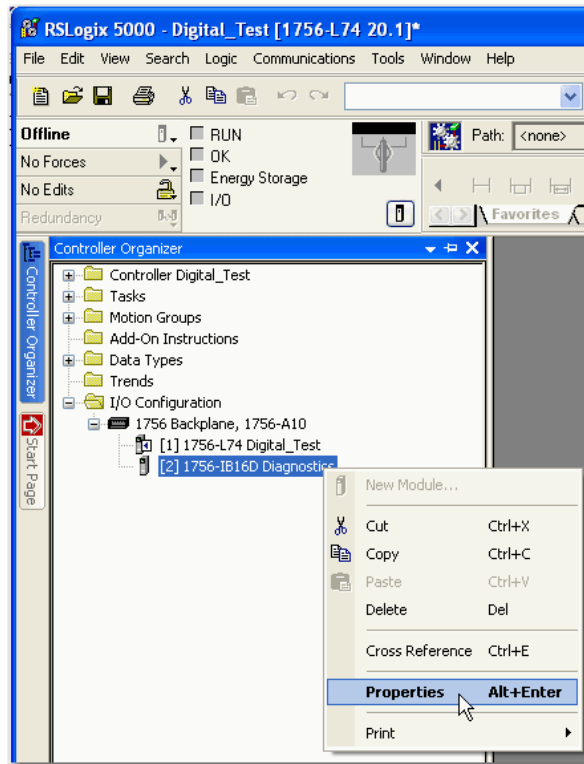 RSLogix 5000 - Digital_Test [1756-L74 20.1]*
File Edit View Search Logic Communications Tools Window Help
Offline
RUN
Path: <none>
No Forces
OK
Energy Storage
No Edits
I/O
Redundancy
Favorites
Controller Organizer
Controller Organizer
Start Page
Controller Digital_Test
Tasks
Motion Groups
Add-On Instructions
Data Types
Trends
I/O Configuration
1756 Backplane, 1756-A10
[1] 1756-L74 Digital_Test
[2] 1756-IB16D Diagnostics
New Module...
Cut Ctrl+X
Copy Ctrl+C
Paste Ctrl+V
Delete Del
Cross Reference Ctrl+E
Properties Alt+Enter
Print